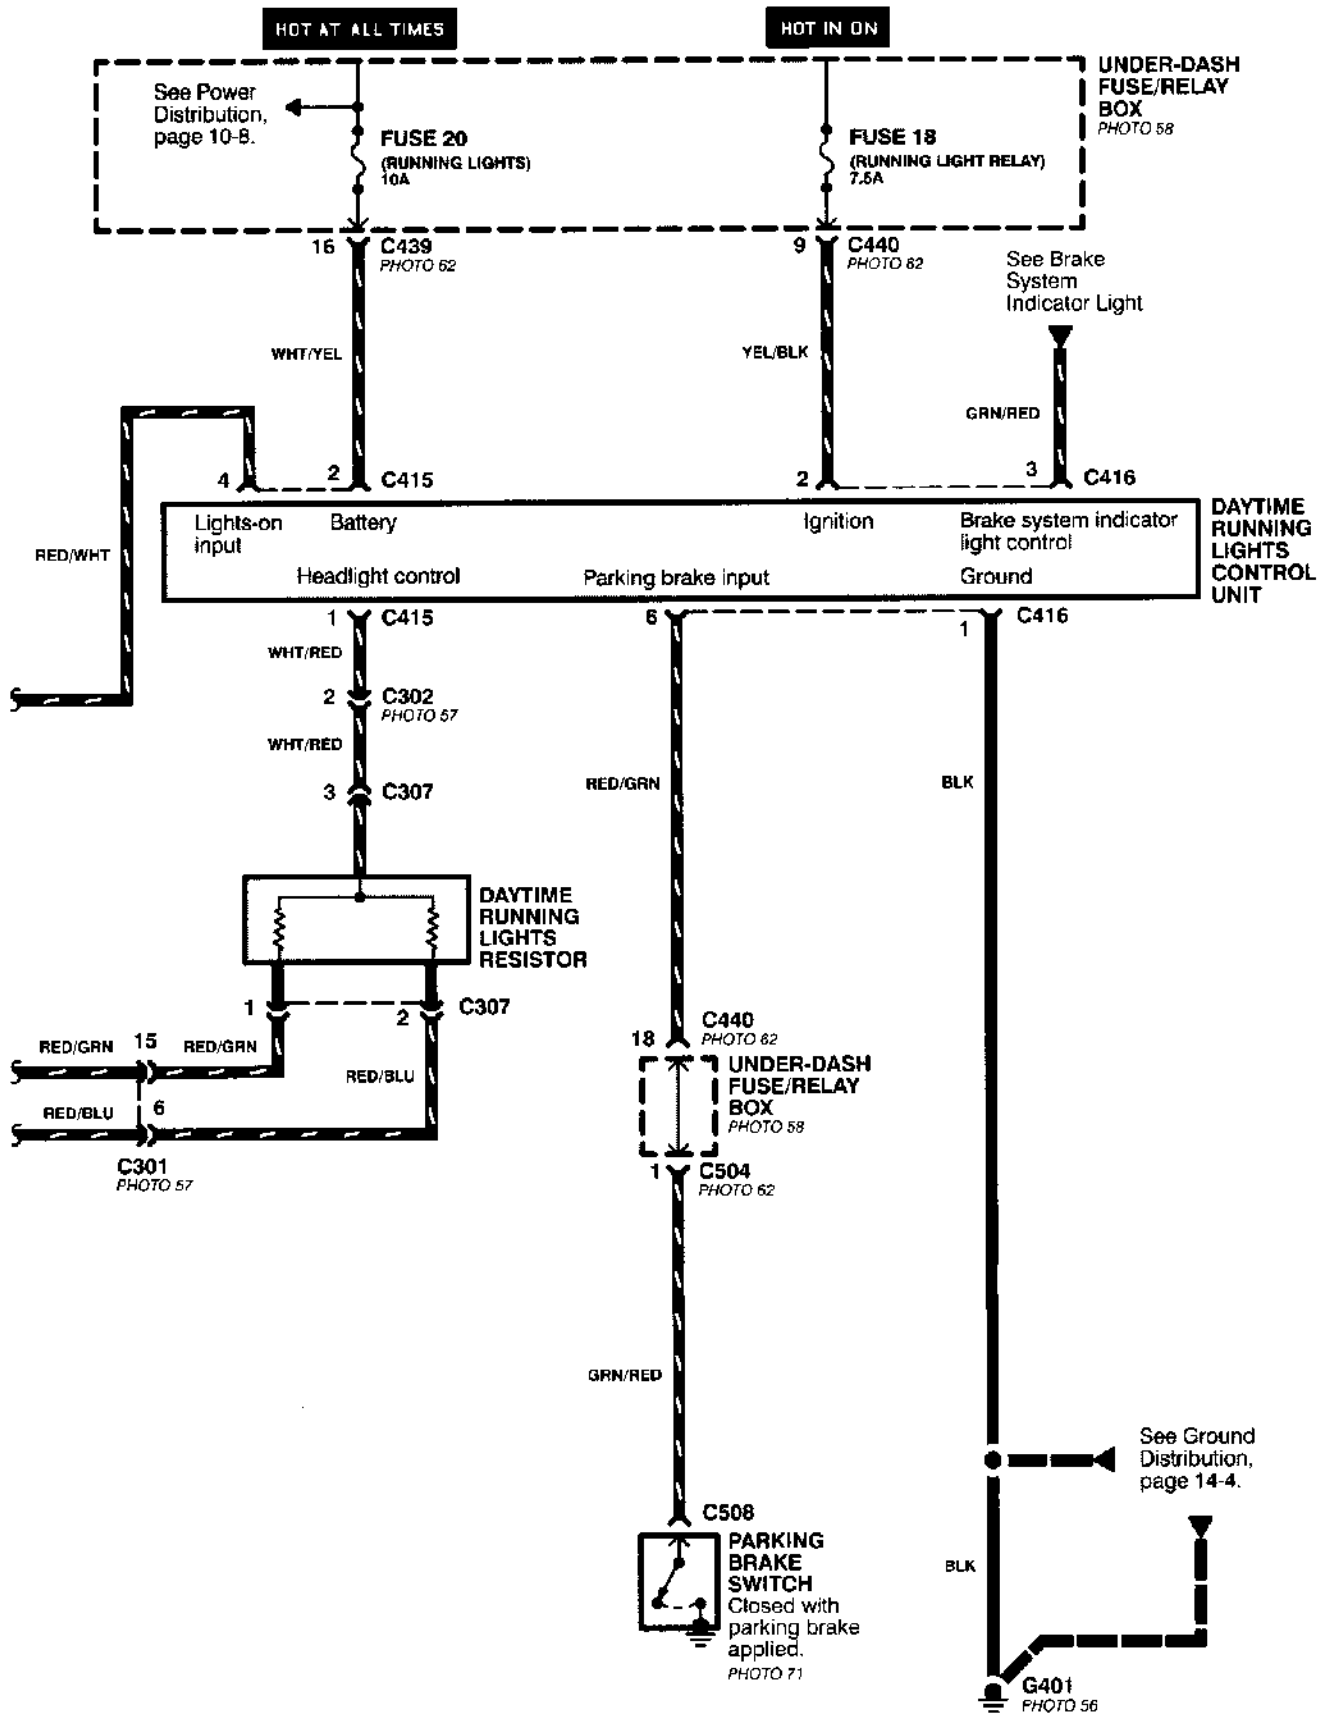 HOT AT ALL TIMES
HOT IN ON
UNDER-DASH
FUSE/RELAY
BOX
PHOTO 58
See Power
Distribution,
page 10-8.
FUSE 20
(RUNNING LIGHTS)
10A
FUSE 18
(RUNNING LIGHT RELAY)
7.5A
16
C439
PHOTO 62
9
C440
PHOTO 62
See Brake
System
Indicator Light
WHT/YEL
YEL/BLK
GRN/RED
4
2
C415
2
3
C416
Lights-on
input
Battery
Ignition
Brake system indicator
light control
Headlight control
Parking brake input
Ground
DAYTIME
RUNNING
LIGHTS
CONTROL
UNIT
RED/WHT
1
C415
6
1
C416
WHT/RED
2
C302
PHOTO 57
WHT/RED
3
C307
RED/GRN
BLK
DAYTIME
RUNNING
LIGHTS
RESISTOR
1
2
C307
RED/GRN
15
RED/GRN
RED/BLU
RED/BLU
6
C301
PHOTO 57
18
C440
PHOTO 62
UNDER-DASH
FUSE/RELAY
BOX
PHOTO 58
1
C504
PHOTO 62
GRN/RED
See Ground
Distribution,
page 14-4.
C508
PARKING
BRAKE
SWITCH
Closed with
parking brake
applied.
PHOTO 71
BLK
G401
PHOTO 56